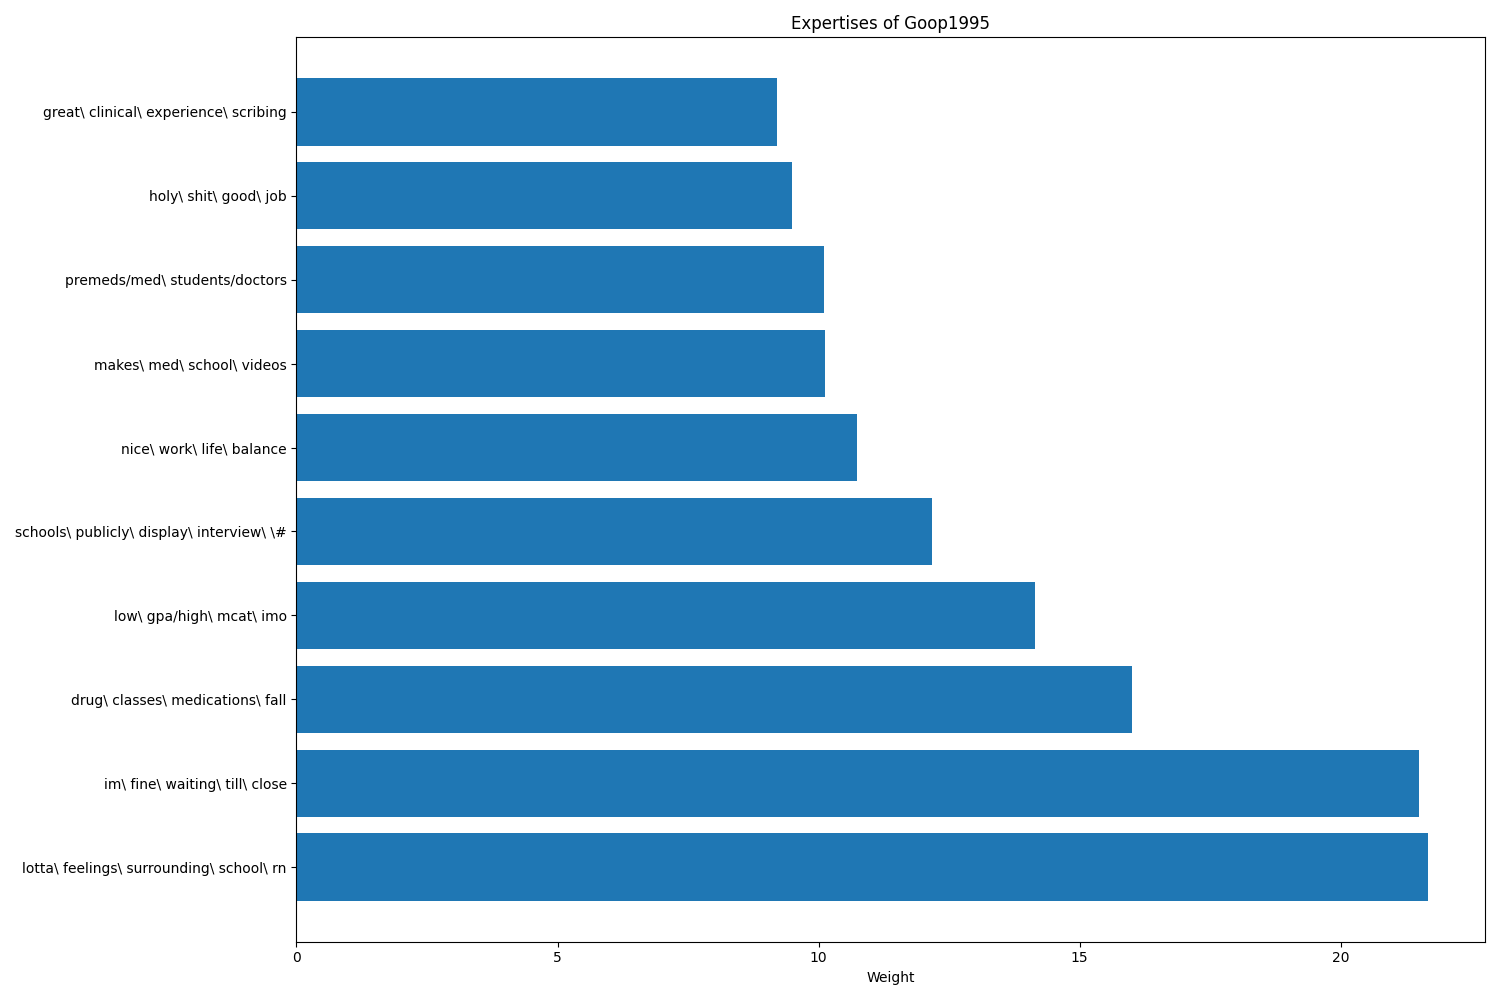 Expertises of Goop1995
great\ clinical\ experience\ scribing
holy\ shit\ good\ job
premeds/med\ students/doctors
makes\ med\ school\ videos
nice\ work\ life\ balance
schools\ publicly\ display\ interview\ \#
low\ gpa/high\ mcat\ imo
drug\ classes\ medications\ fall
im\ fine\ waiting\ till\ close
lotta\ feelings\ surrounding\ school\ rn
0 5 10 15 20
Weight